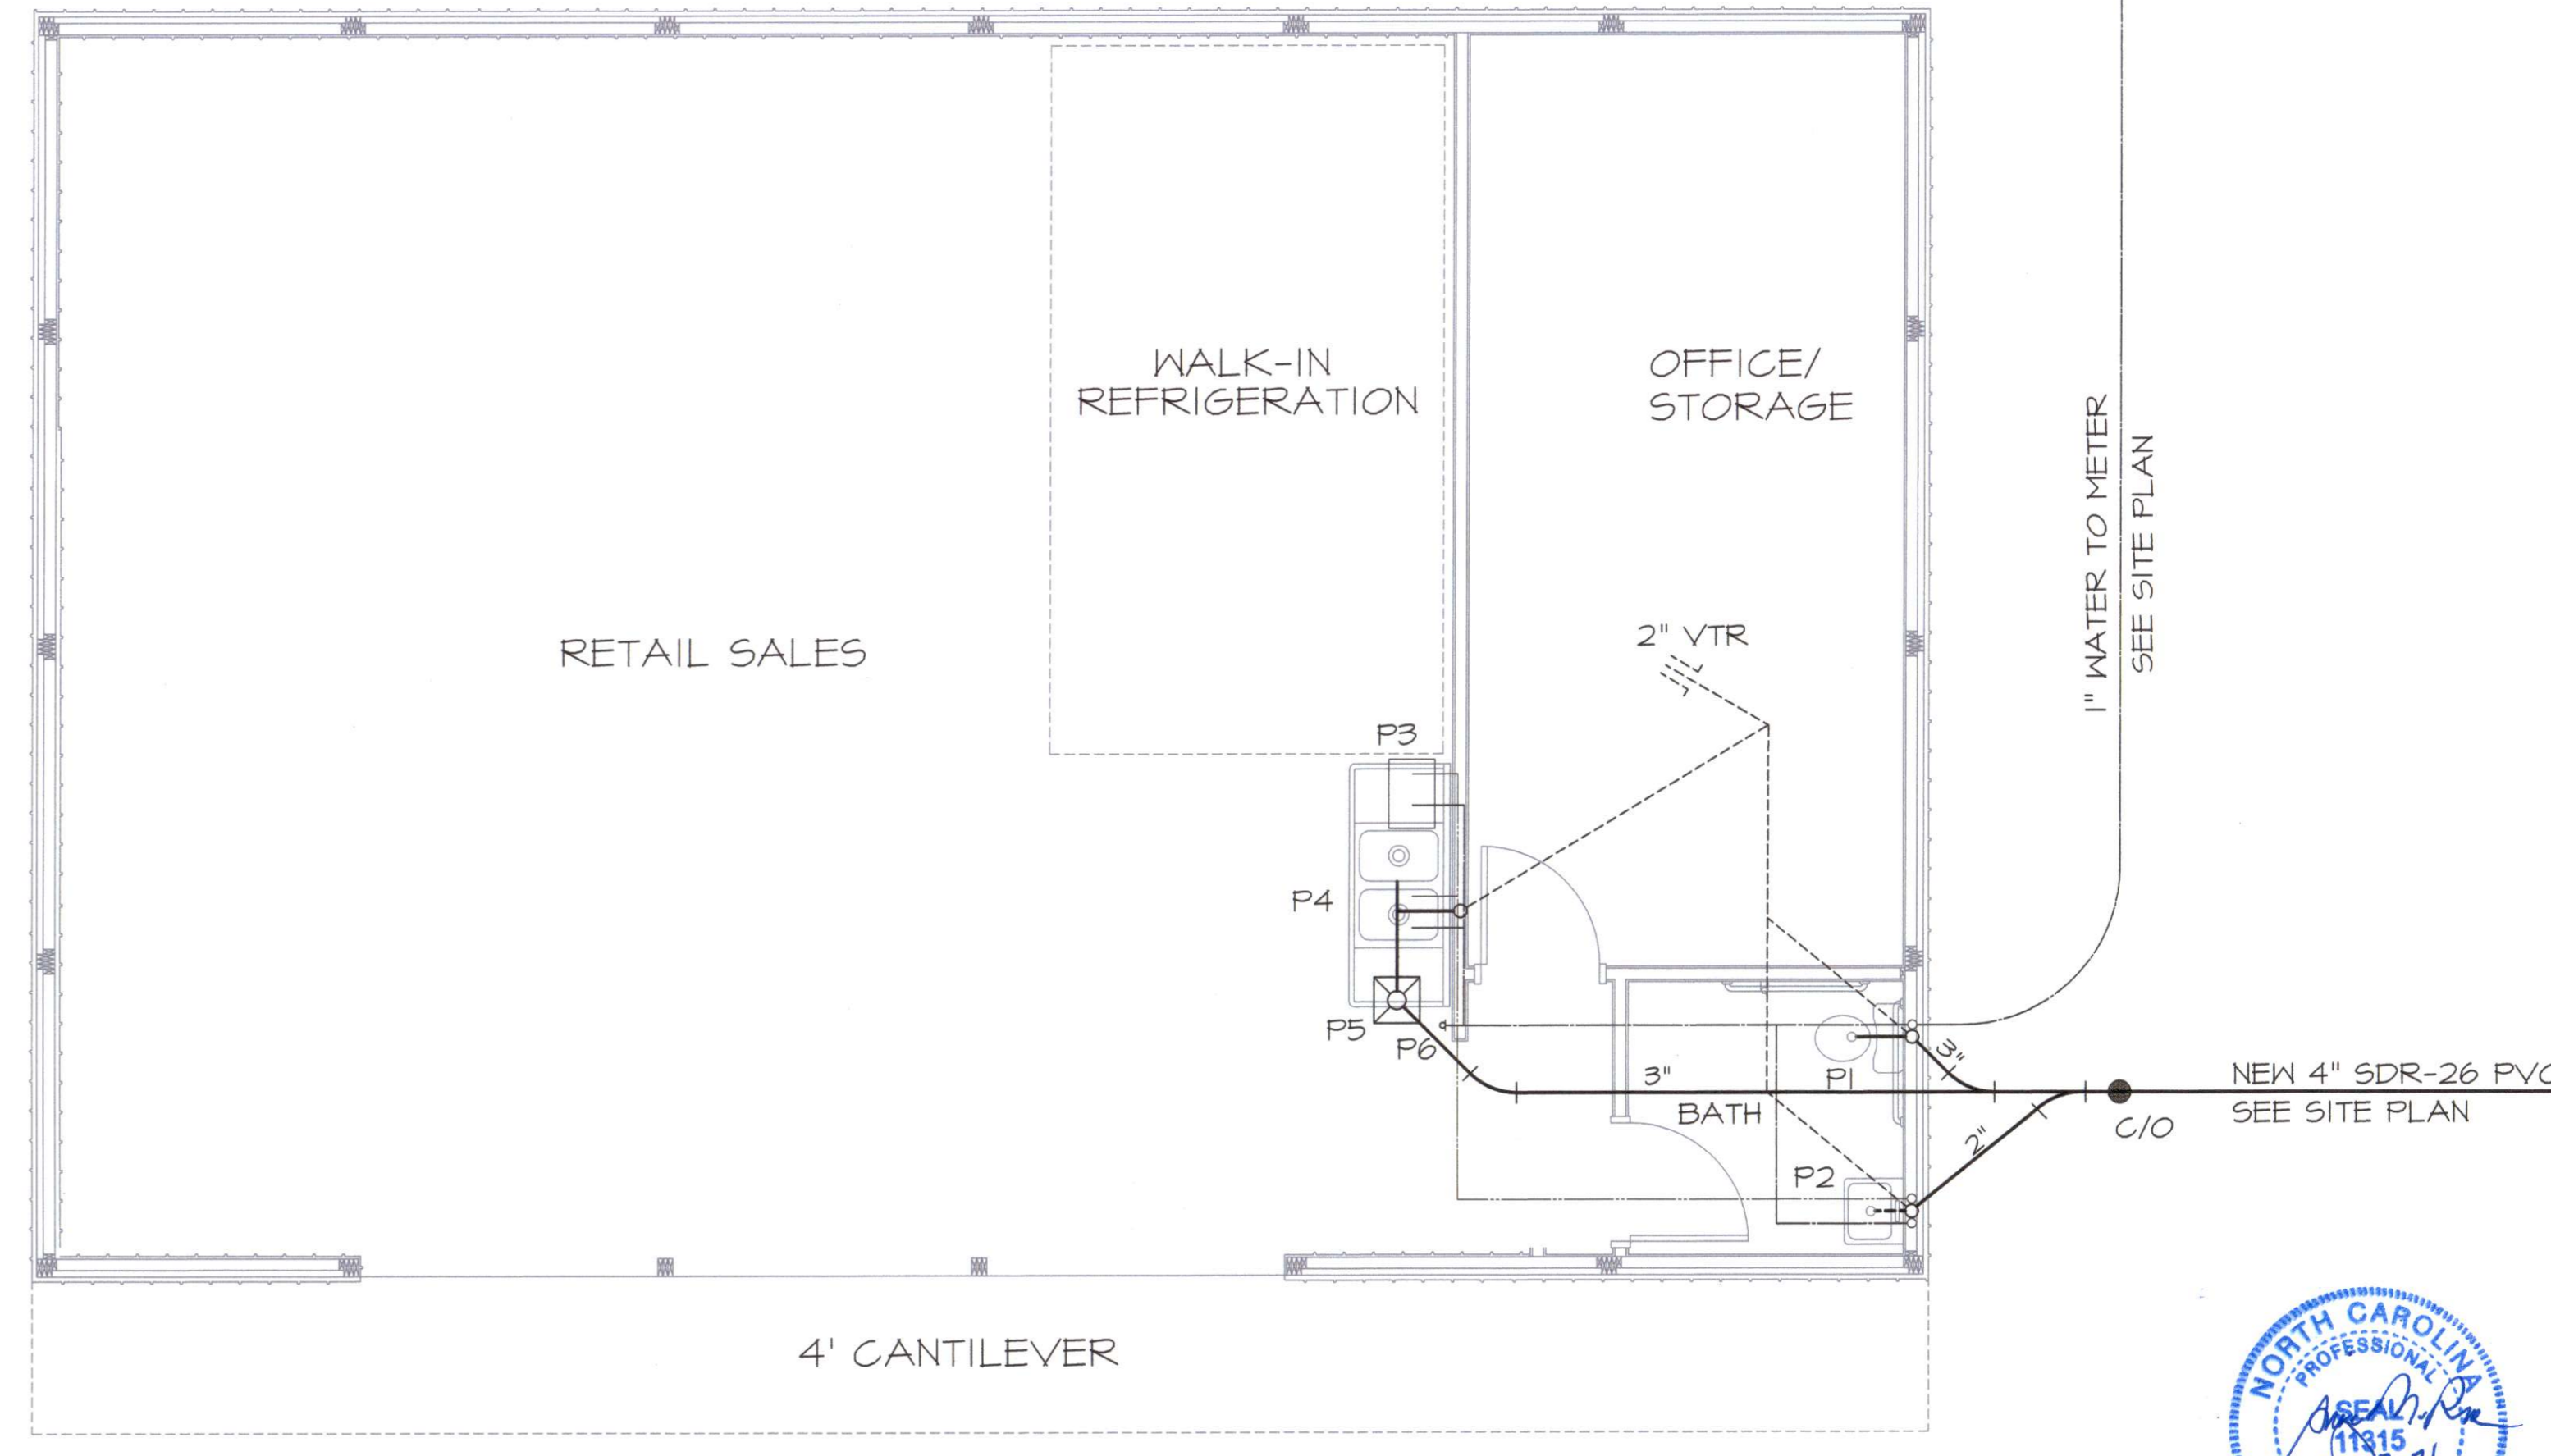 WALK-IN
REFRIGERATION
OFFICE/
STORAGE
RETAIL SALES
2" VTR
1" WATER TO METER
SEE SITE PLAN
P3
P4
P5
P6
3"
BATH
P1
3"
P2
2"
C/O
NEW 4" SDR-26 PVC
SEE SITE PLAN
4' CANTILEVER
NORTH CAROLINA
PROFESSIONAL
SEAL
11315